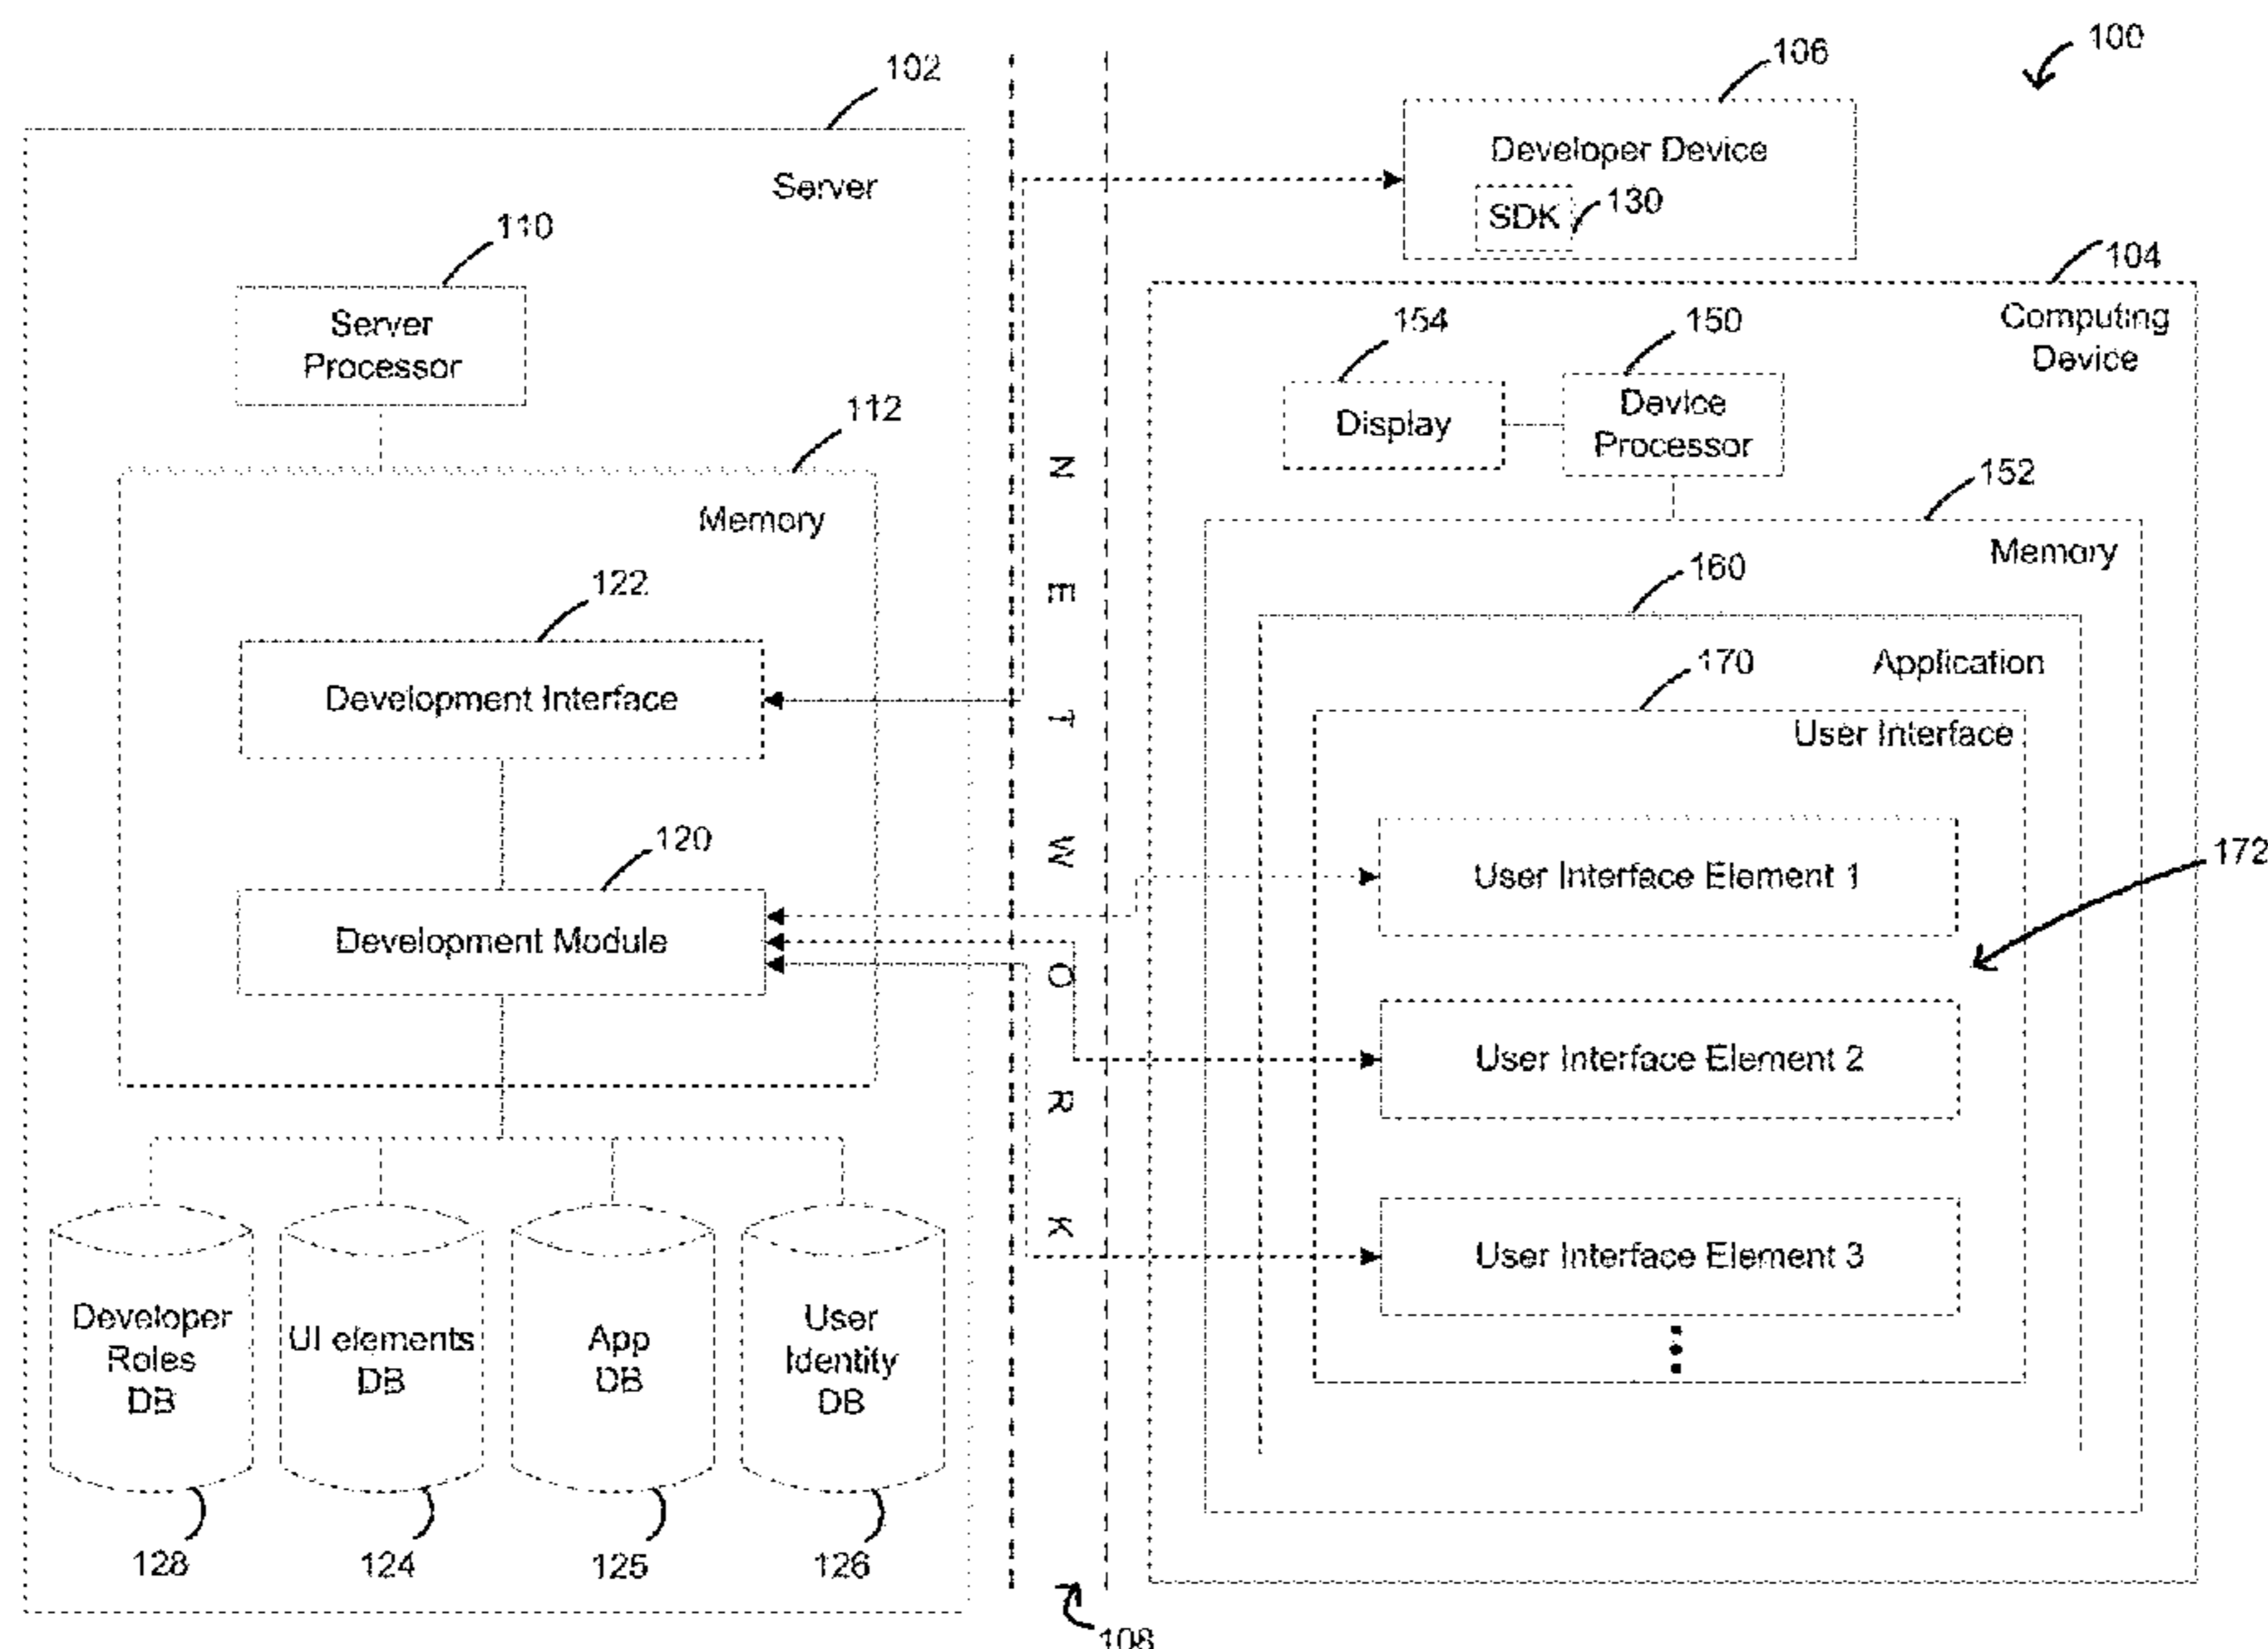 100
102
106
Developer Device
SDK
130
Server
110
Server
Processor
104
Computing
Device
154
150
Display
Device
Processor
112
Memory
152
Memory
122
Development Interface
160
Application
170
User Interface
120
Development Module
User Interface Element 1
172
User Interface Element 2
User Interface Element 3
NETWORK
Developer
Roles
DB
UI elements
DB
App
DB
User
Identity
DB
128
124
125
126
108